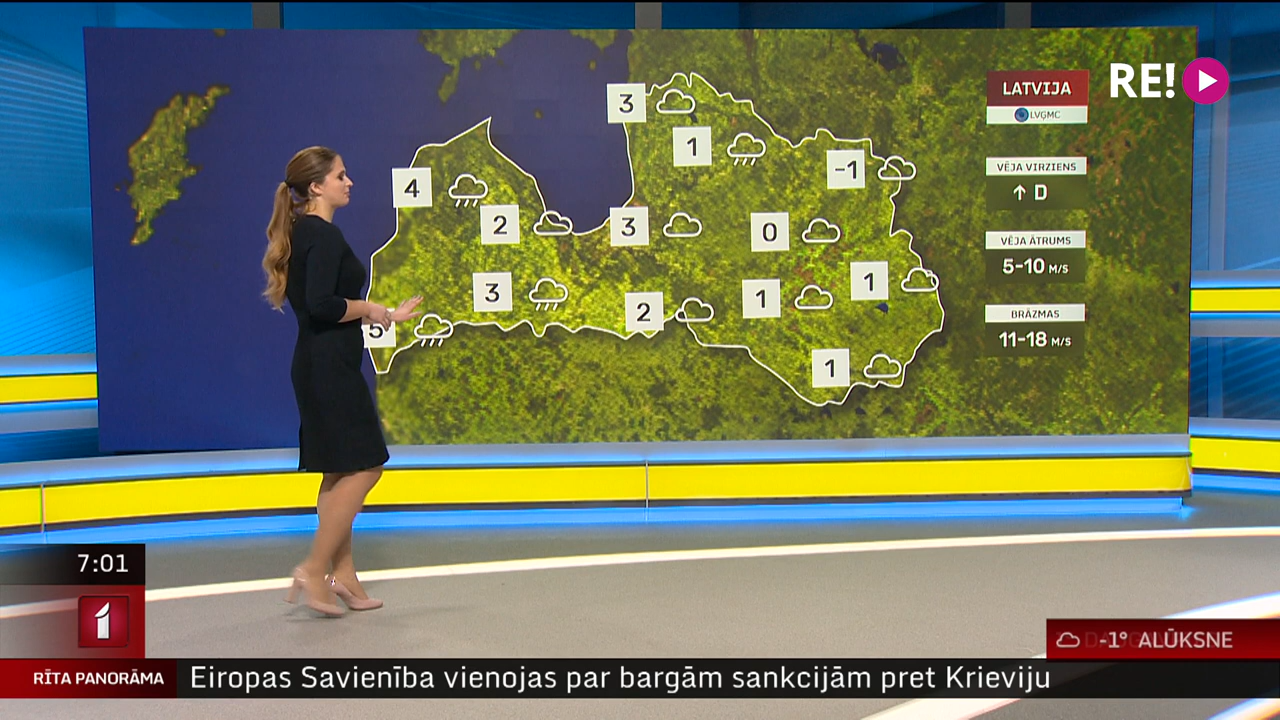 RE!
LATVIJA
LVĢMC
VĒJA VIRZIENS
↑ D
VĒJA ĀTRUMS
5-10 M/S
BRĀZMAS
11-18 M/S
3
1
-1
4
2
3
0
3
2
1
1
5
1
7:01
1
-1° ALŪKSNE
RĪTA PANORĀMA
Eiropas Savienība vienojas par bargām sankcijām pret Krieviju